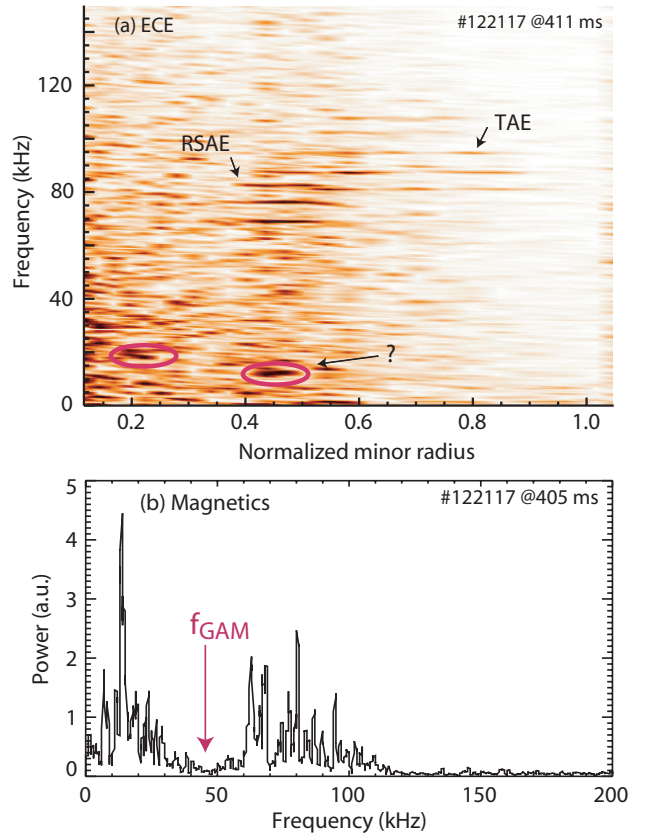 (a) ECE
#122117 @411 ms
120
80
40
0
Frequency (kHz)
RSAE
TAE
?
0.2 0.4 0.6 0.8 1.0
Normalized minor radius
(b) Magnetics
#122117 @405 ms
5
4
3
2
1
0
Power (a.u.)
fGAM
0 50 100 150 200
Frequency (kHz)